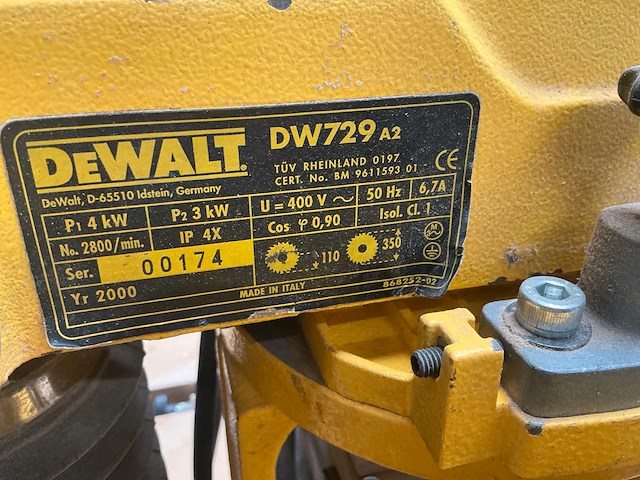 DEWALT DW729 A2
TÜV RHEINLAND 0197
CERT. No. BM 9611593 01 CE
DeWalt, D-65510 Idstein, Germany
P1 4 kW P2 3 kW U = 400 V ~ 50 Hz 6,7A
No. 2800/min. IP 4X Cos φ 0,90 Isol. Cl. 1
Ser. 00174 110 350
Yr 2000 MADE IN ITALY 868252-02